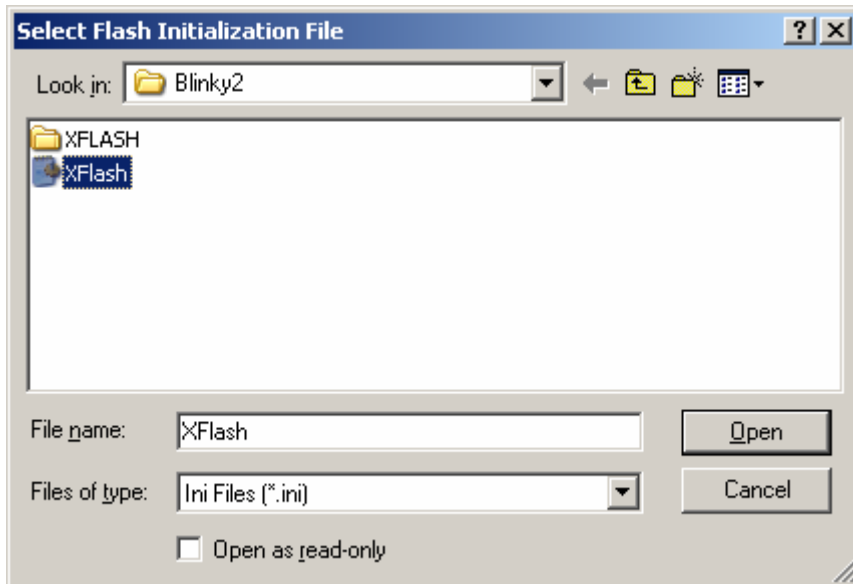 Select Flash Initialization File
Look in: Blinky2
XFLASH
XFlash
File name: XFlash Open
Files of type: Ini Files (*.ini) Cancel
Open as read-only